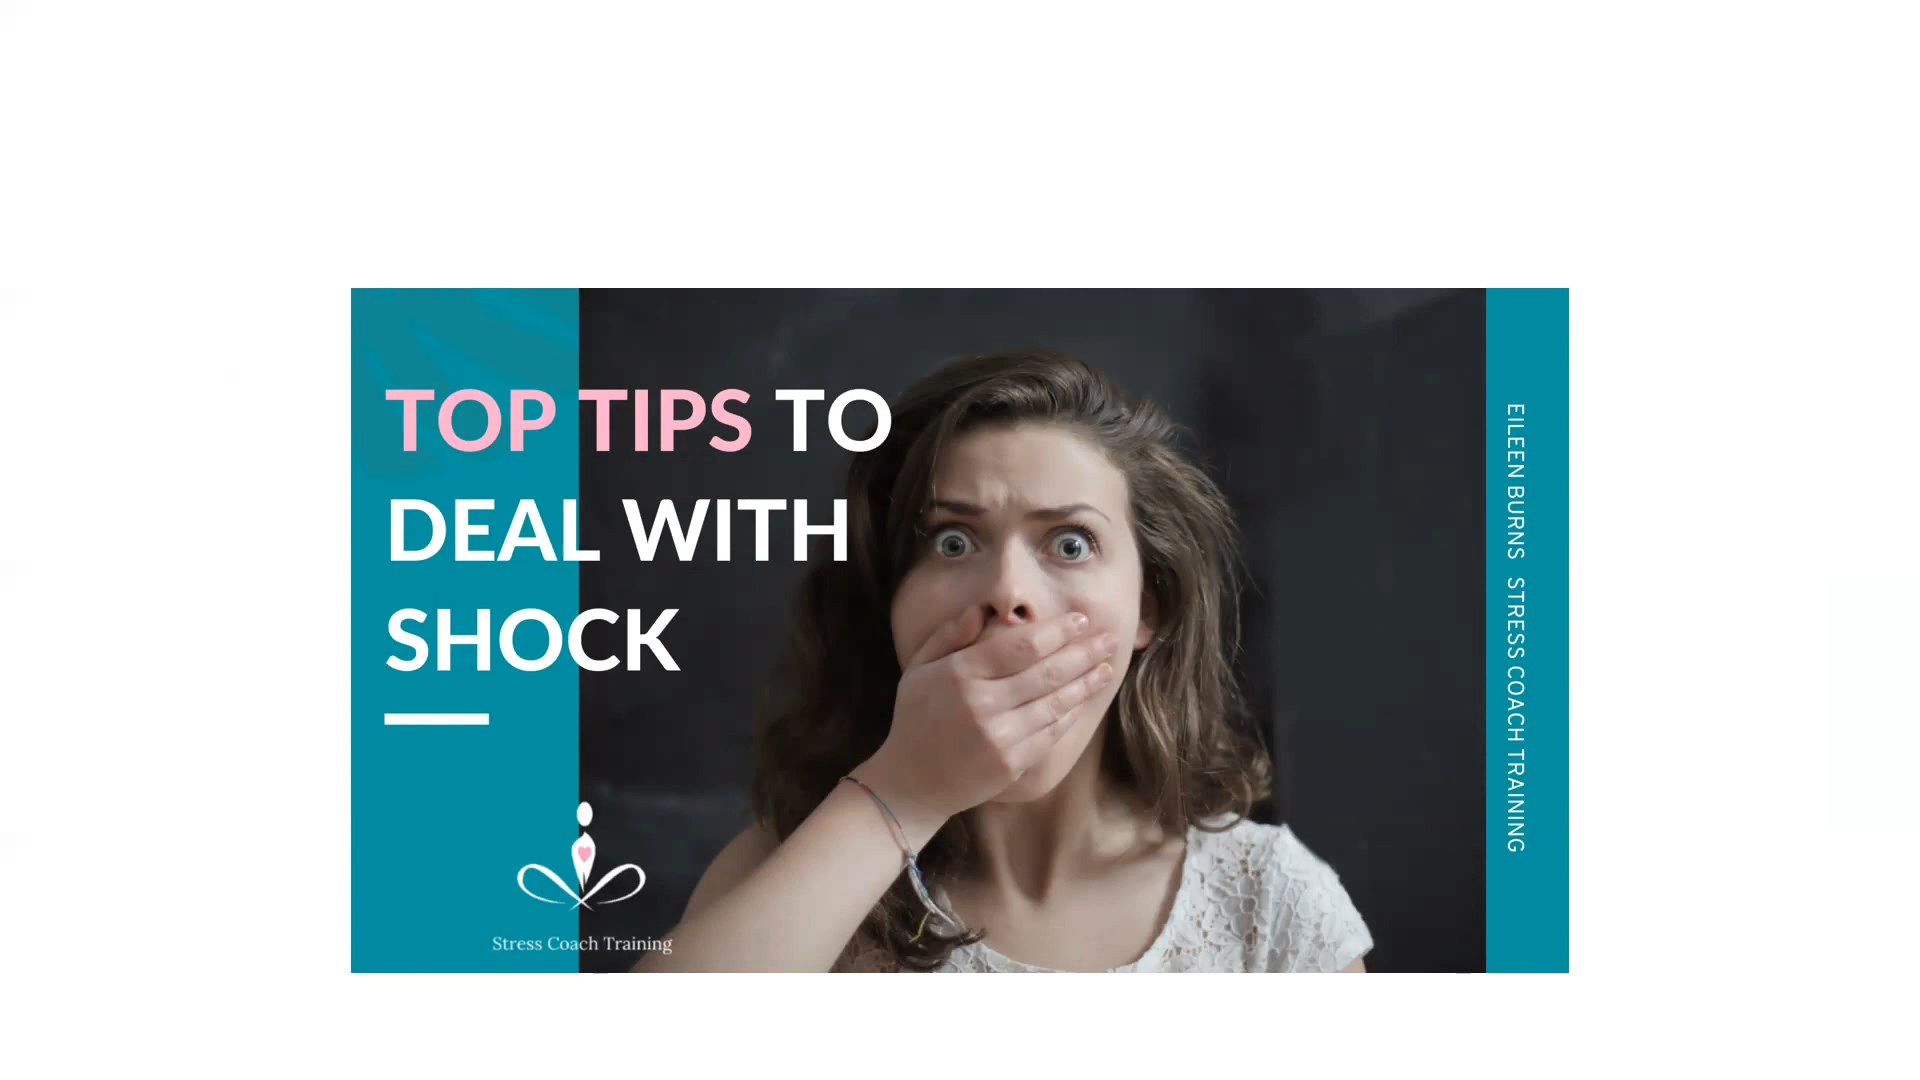 TOP TIPS TO
DEAL WITH
SHOCK
Stress Coach Training
EILEEN BURNS STRESS COACH TRAINING